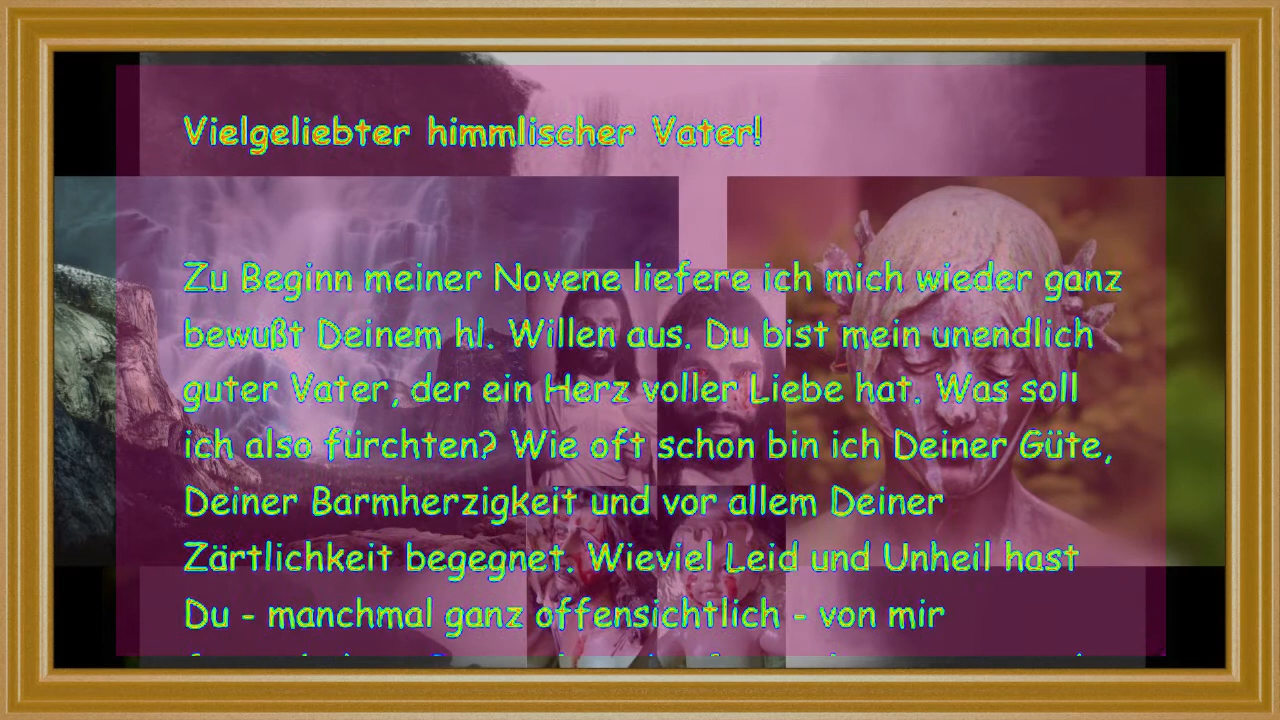 Vielgeliebter himmlischer Vater!
Zu Beginn meiner Novene liefere ich mich wieder ganz
bewußt Deinem hl. Willen aus. Du bist mein unendlich
guter Vater, der ein Herz voller Liebe hat. Was soll
ich also fürchten? Wie oft schon bin ich Deiner Güte,
Deiner Barmherzigkeit und vor allem Deiner
Zärtlichkeit begegnet. Wieviel Leid und Unheil hast
Du - manchmal ganz offensichtlich - von mir